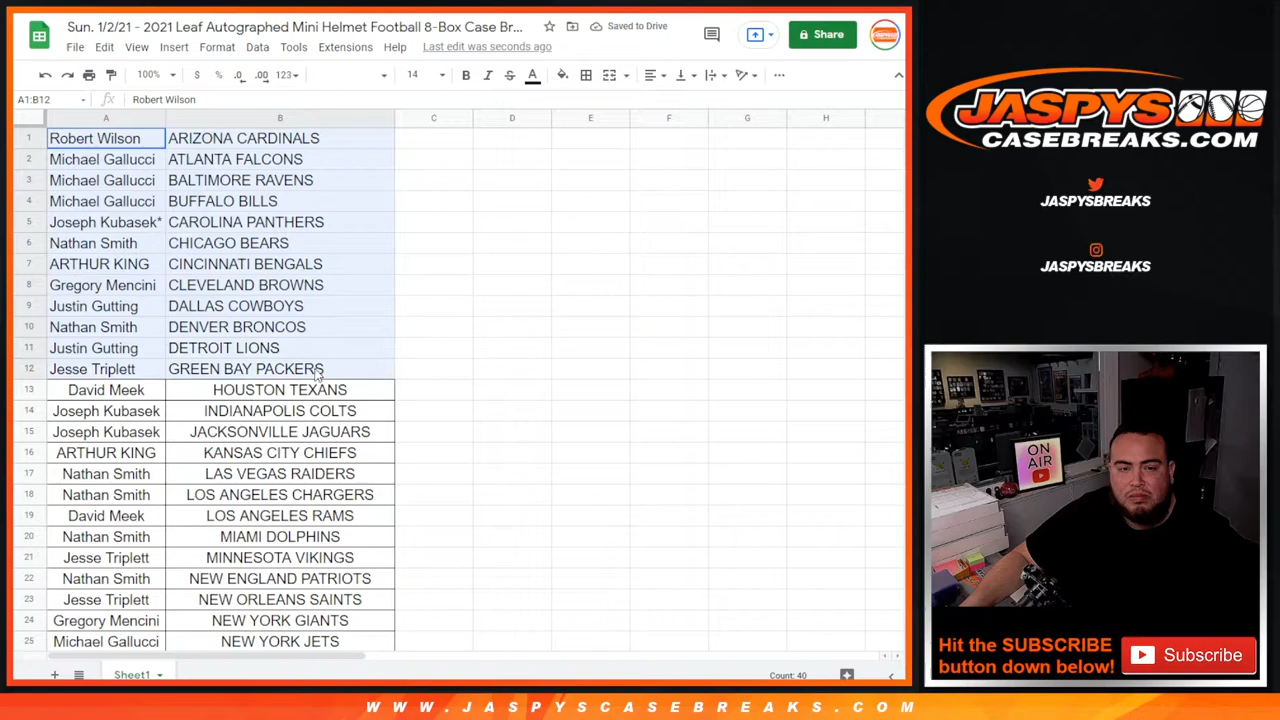 Sun. 1/2/21 - 2021 Leaf Autographed Mini Helmet Football 8-Box Case Br...
Saved to Drive
File Edit View Insert Format Data Tools Extensions Help Last edit was seconds ago
Share
100% $ % .0 .00 123 14 B I S A
A1:B12 fx Robert Wilson
A B C D E F G H
1 Robert Wilson ARIZONA CARDINALS
2 Michael Gallucci ATLANTA FALCONS
3 Michael Gallucci BALTIMORE RAVENS
4 Michael Gallucci BUFFALO BILLS
5 Joseph Kubasek* CAROLINA PANTHERS
6 Nathan Smith CHICAGO BEARS
7 ARTHUR KING CINCINNATI BENGALS
8 Gregory Mencini CLEVELAND BROWNS
9 Justin Gutting DALLAS COWBOYS
10 Nathan Smith DENVER BRONCOS
11 Justin Gutting DETROIT LIONS
12 Jesse Triplett GREEN BAY PACKERS
13 David Meek HOUSTON TEXANS
14 Joseph Kubasek INDIANAPOLIS COLTS
15 Joseph Kubasek JACKSONVILLE JAGUARS
16 ARTHUR KING KANSAS CITY CHIEFS
17 Nathan Smith LAS VEGAS RAIDERS
18 Nathan Smith LOS ANGELES CHARGERS
19 David Meek LOS ANGELES RAMS
20 Nathan Smith MIAMI DOLPHINS
21 Jesse Triplett MINNESOTA VIKINGS
22 Nathan Smith NEW ENGLAND PATRIOTS
23 Jesse Triplett NEW ORLEANS SAINTS
24 Gregory Mencini NEW YORK GIANTS
25 Michael Gallucci NEW YORK JETS
Sheet1
Count: 40
JASPYS
CASEBREAKS.COM
JASPYSBREAKS
JASPYSBREAKS
ON
AIR
Hit the SUBSCRIBE
button down below!
Subscribe
WWW.JASPYSCASEBREAKS.COM